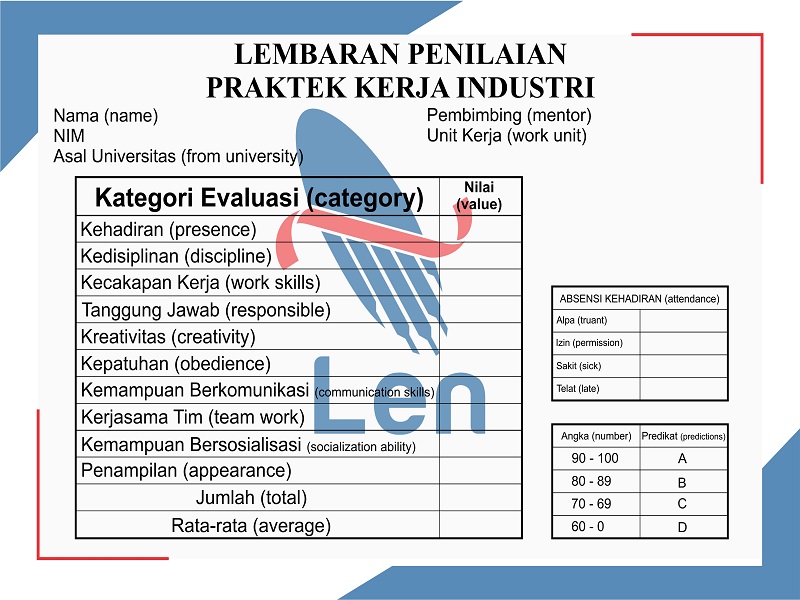 LEMBARAN PENILAIAN
PRAKTEK KERJA INDUSTRI
Nama (name)
NIM
Asal Universitas (from university)
Pembimbing (mentor)
Unit Kerja (work unit)
Kategori Evaluasi (category) Nilai (value)
Kehadiran (presence)
Kedisiplinan (discipline)
Kecakapan Kerja (work skills)
Tanggung Jawab (responsible)
Kreativitas (creativity)
Kepatuhan (obedience)
Kemampuan Berkomunikasi (communication skills)
Kerjasama Tim (team work)
Kemampuan Bersosialisasi (socialization ability)
Penampilan (appearance)
Jumlah (total)
Rata-rata (average)
Len
ABSENSI KEHADIRAN (attendance)
Alpa (truant)
Izin (permission)
Sakit (sick)
Telat (late)
Angka (number) Predikat (predictions)
90 - 100 A
80 - 89 B
70 - 69 C
60 - 0 D